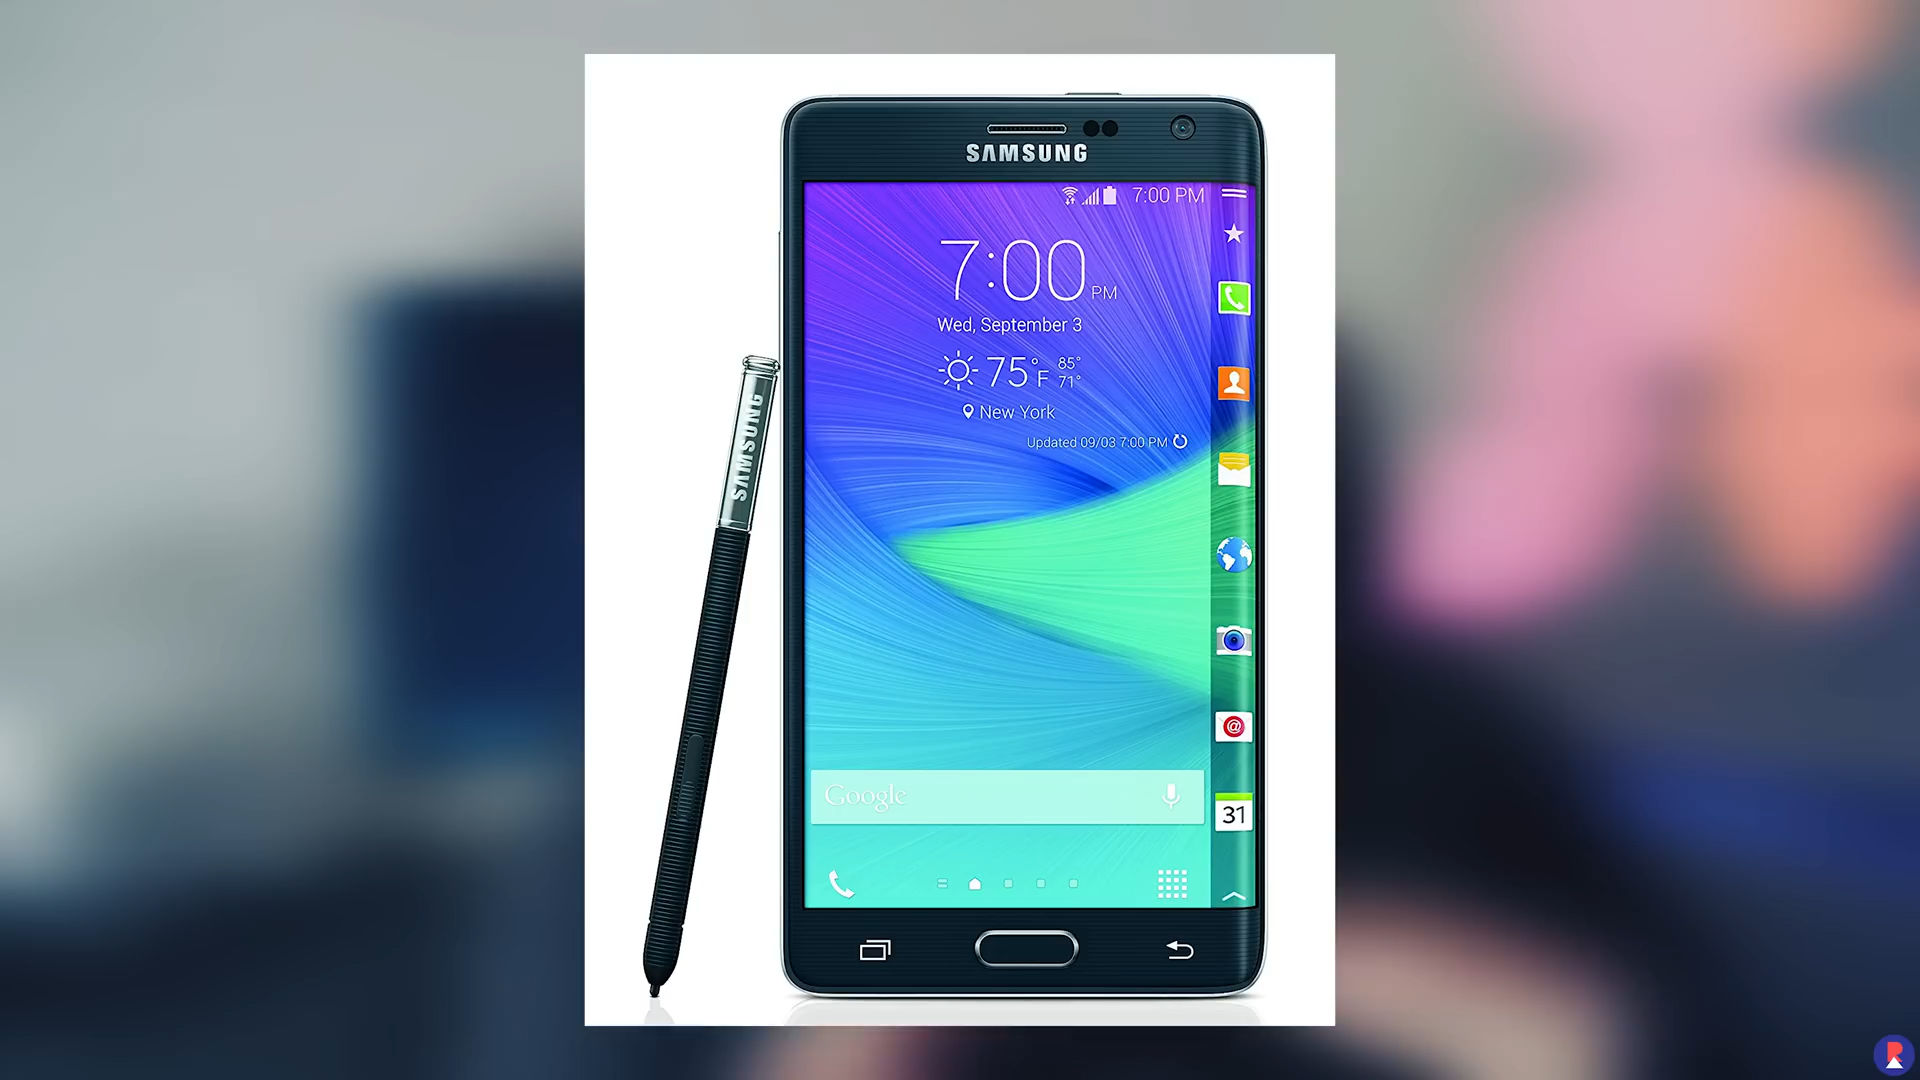 SAMSUNG
7:00 PM
7:00 PM
Wed, September 3
75°F 85° 71°
New York
Updated 09/03 7:00 PM
SAMSUNG
@
Google
31
R